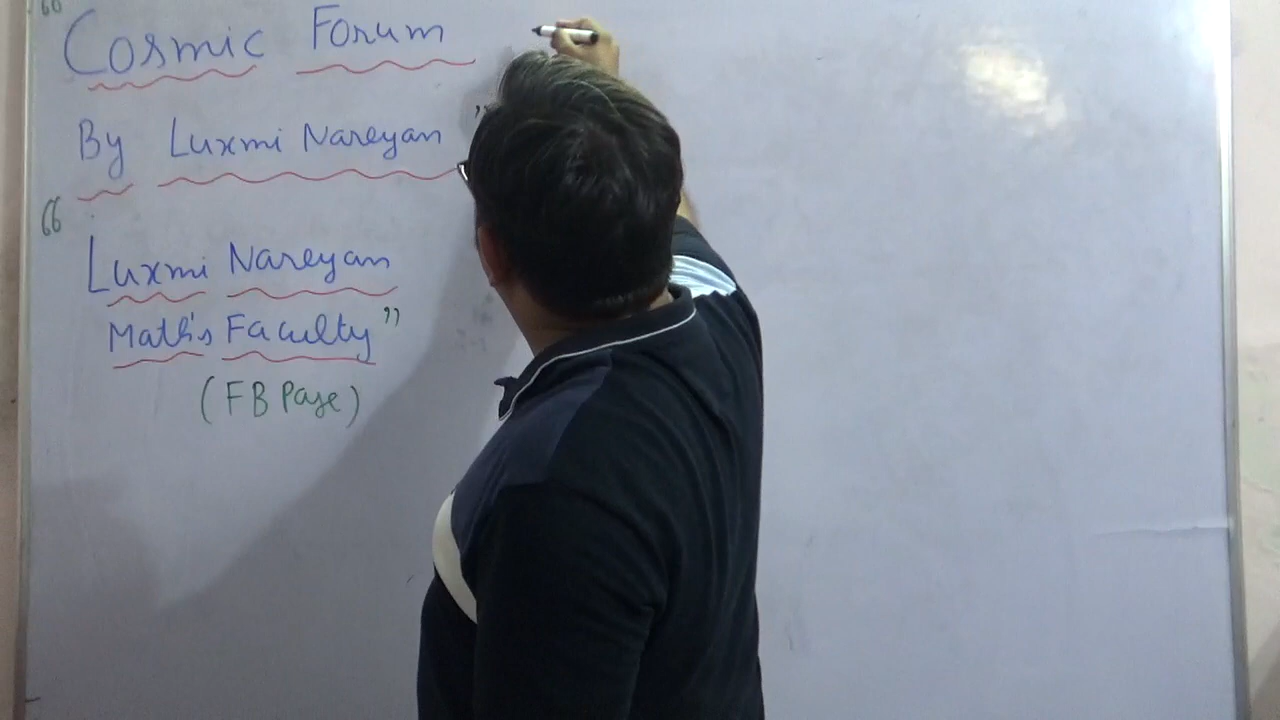 “ Cosmic Forum
By Luxmi Nareyan ”
“ Luxmi Nareyan
Math's Faculty ”
(FB Page)